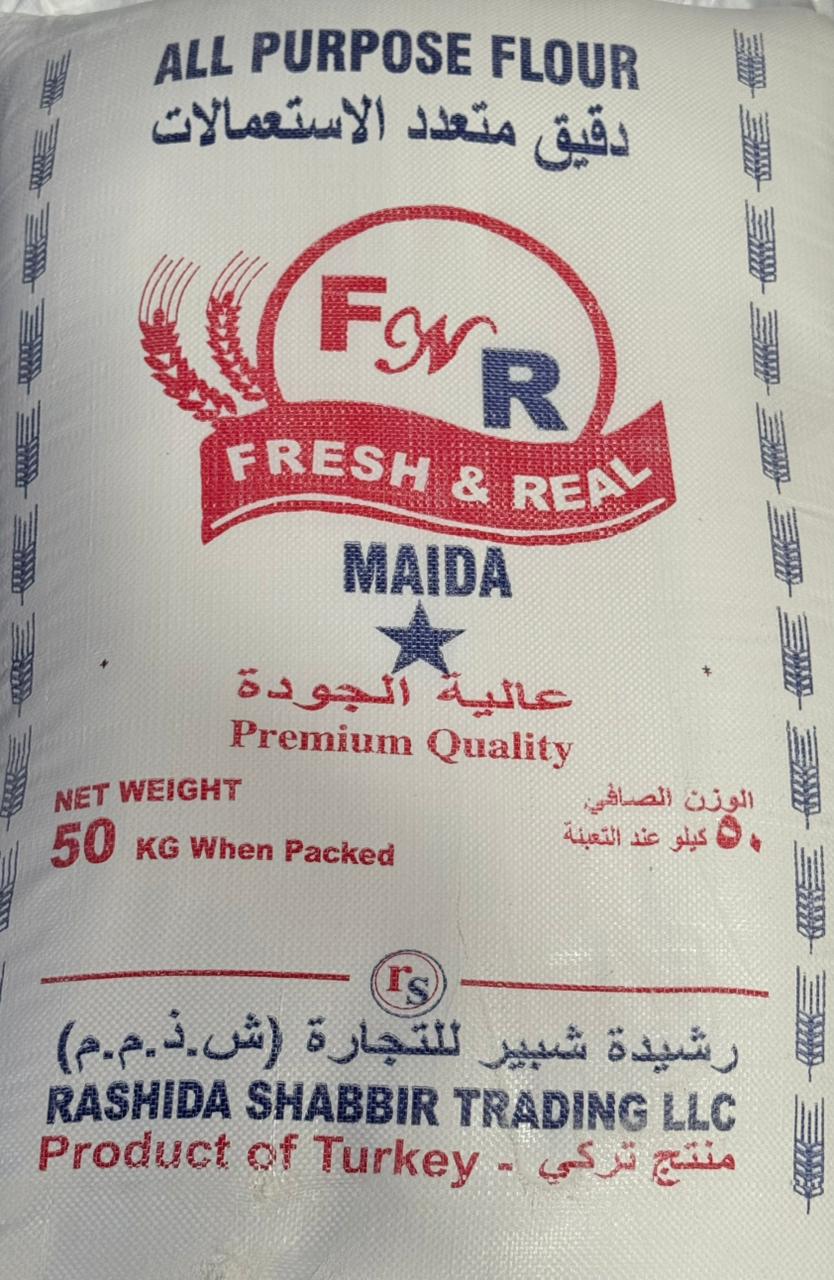 ALL PURPOSE FLOUR
دقيق متعدد الاستعمالات
F N R
FRESH & REAL
MAIDA
عالية الجودة
Premium Quality
NET WEIGHT
50 KG When Packed
الوزن الصافي
٥٠ كيلو عند التعبئة
rs
رشيدة شبير للتجارة (ش.ذ.م.م)
RASHIDA SHABBIR TRADING LLC
Product of Turkey - منتج تركي